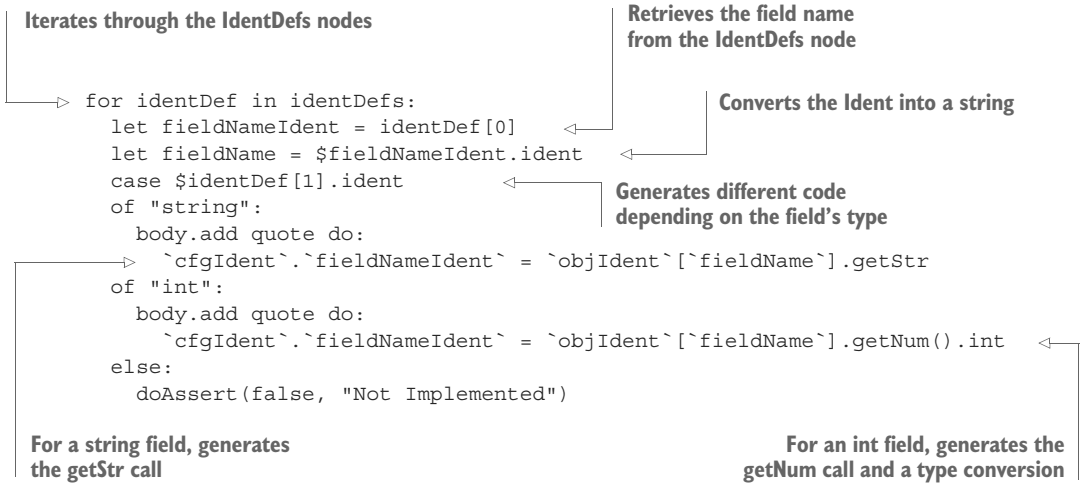 Iterates through the IdentDefs nodes
Retrieves the field name
from the IdentDefs node
for identDef in identDefs:
Converts the Ident into a string
let fieldNameIdent = identDef[0]
let fieldName = $fieldNameIdent.ident
case $identDef[1].ident
Generates different code
depending on the field's type
of "string":
body.add quote do:
`cfgIdent`.`fieldNameIdent` = `objIdent`[`fieldName`].getStr
of "int":
body.add quote do:
`cfgIdent`.`fieldNameIdent` = `objIdent`[`fieldName`].getNum().int
else:
doAssert(false, "Not Implemented")
For a string field, generates
the getStr call
For an int field, generates the
getNum call and a type conversion